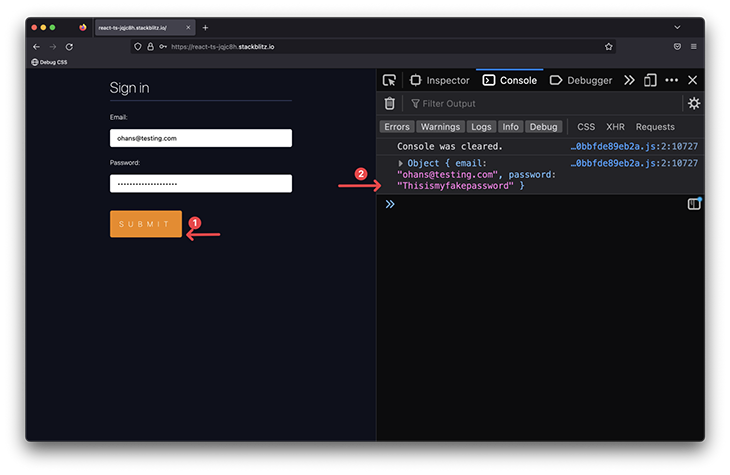 react-ts-jqjc8h.stackblitz.io/
https://react-ts-jqjc8h.stackblitz.io
Debug CSS
Sign in
Email:
ohans@testing.com
Password:
SUBMIT
1
2
Inspector
Console
Debugger
Filter Output
Errors
Warnings
Logs
Info
Debug
CSS
XHR
Requests
Console was cleared.
…0bbfde89eb2a.js:2:10727
Object { email:
…0bbfde89eb2a.js:2:10727
"ohans@testing.com", password:
"Thisismyfakepassword" }